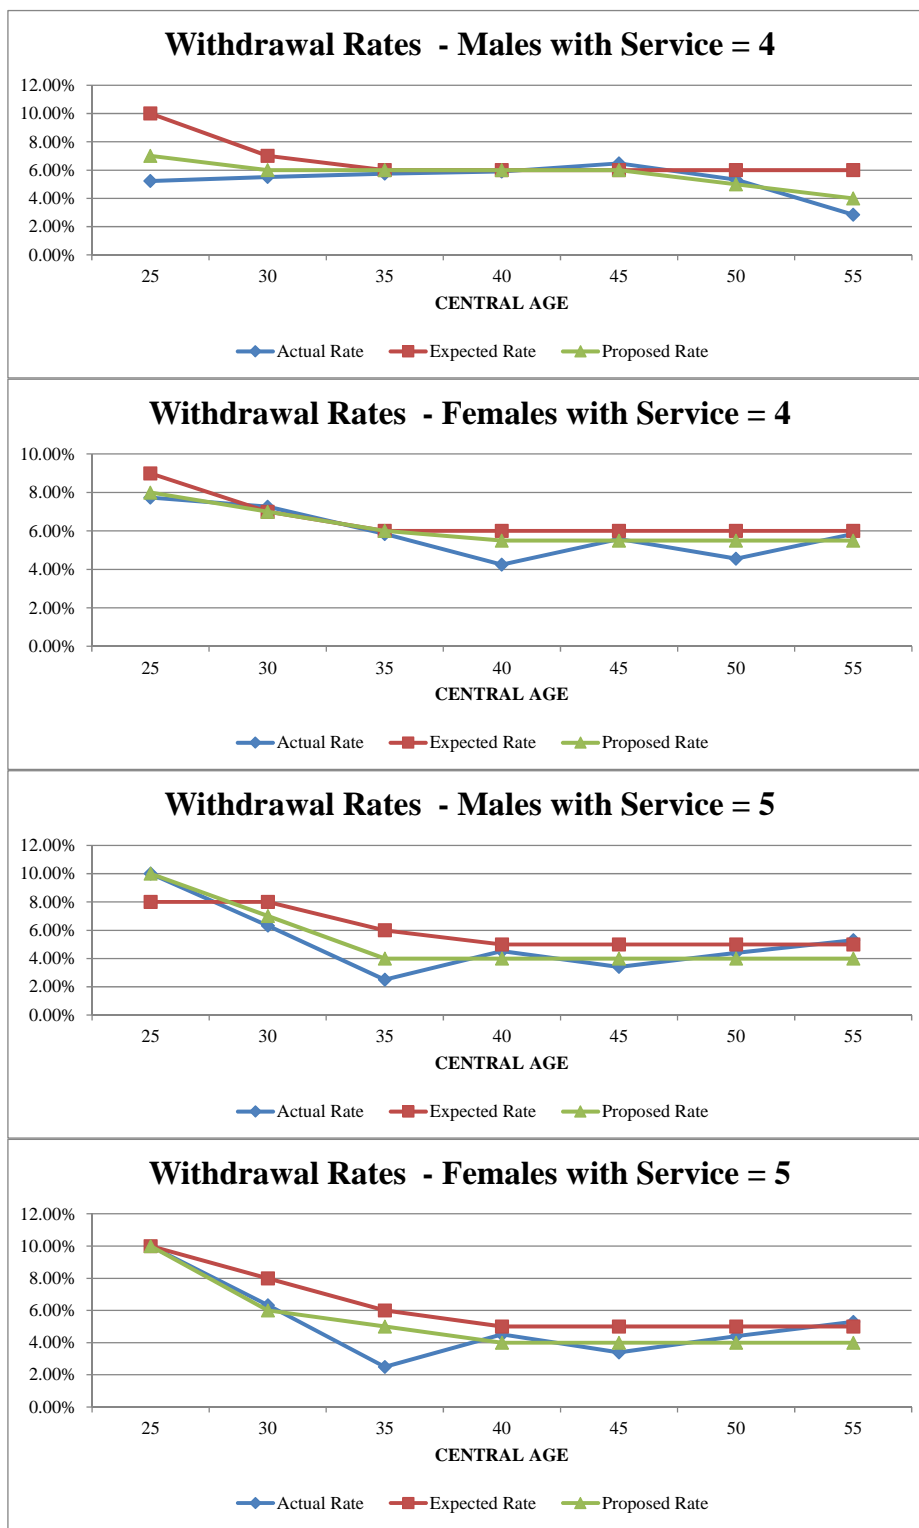 Withdrawal Rates - Males with Service = 4
12.00%
10.00%
8.00%
6.00%
4.00%
2.00%
0.00%
25 30 35 40 45 50 55
CENTRAL AGE
Actual Rate Expected Rate Proposed Rate
Withdrawal Rates - Females with Service = 4
10.00%
8.00%
6.00%
4.00%
2.00%
0.00%
25 30 35 40 45 50 55
CENTRAL AGE
Actual Rate Expected Rate Proposed Rate
Withdrawal Rates - Males with Service = 5
12.00%
10.00%
8.00%
6.00%
4.00%
2.00%
0.00%
25 30 35 40 45 50 55
CENTRAL AGE
Actual Rate Expected Rate Proposed Rate
Withdrawal Rates - Females with Service = 5
12.00%
10.00%
8.00%
6.00%
4.00%
2.00%
0.00%
25 30 35 40 45 50 55
CENTRAL AGE
Actual Rate Expected Rate Proposed Rate